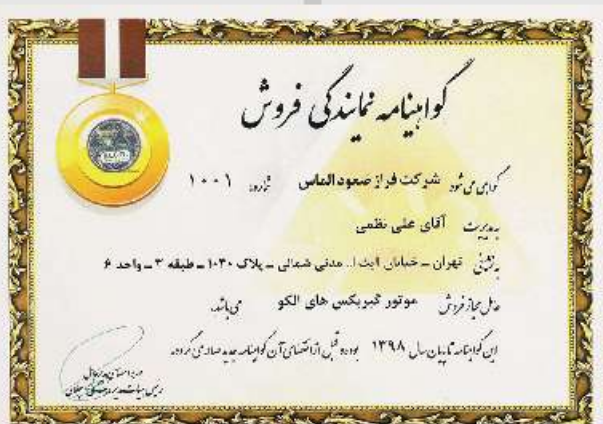 گواهینامه نمایندگی فروش
گواهی می شود شرکت فراز صعود الماس شماره ۱۰۰۱
بمدیریت آقای علی نظمی
به نشانی تهران – خیابان آیت ا.. مدنی شمالی – پلاک ۱۰۳۰ – طبقه ۳ – واحد ۶
عامل مجاز فروش موتور گیربکس های الکو می باشد.
این گواهینامه تا پایان سال ۱۳۹۸ بوده و قبل از انقضای آن گواهینامه جدید صادر می گردد.